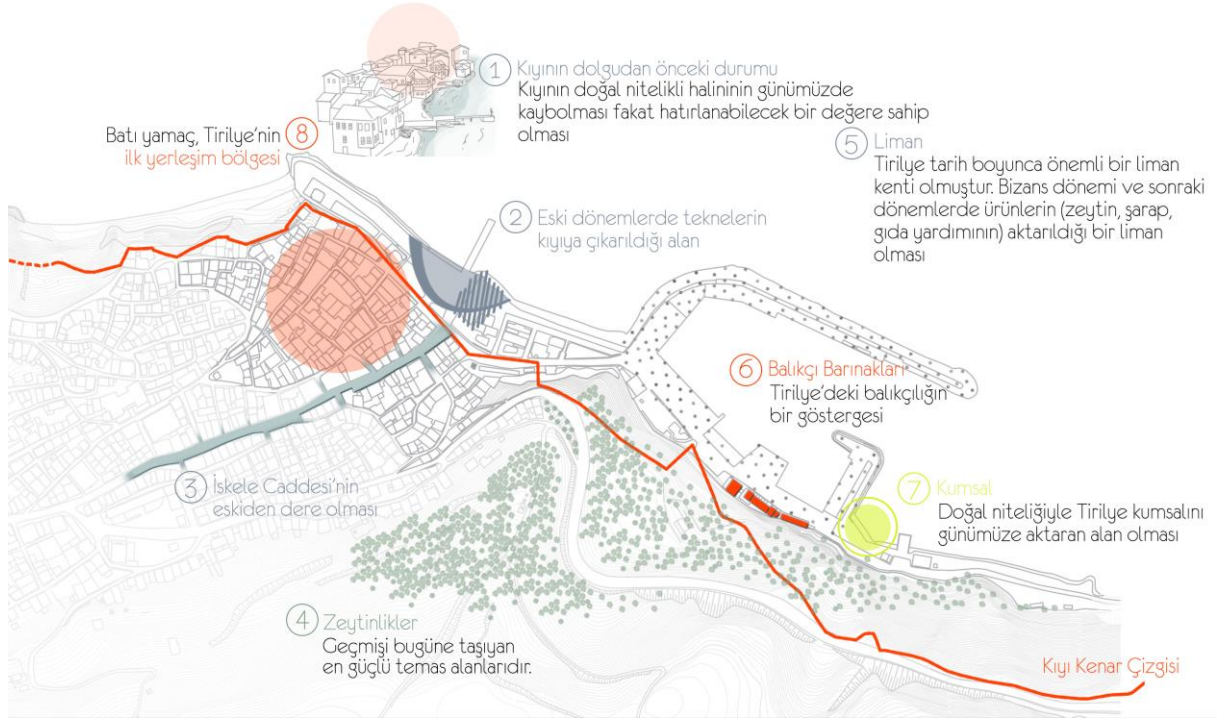 1 Kıyının dolgudan önceki durumu
Kıyının doğal nitelikli halininin günümüzde
kaybolması fakat hatırlanabilecek bir değere sahip
olması
Batı yamaç, Tirilye'nin 8
ilk yerleşim bölgesi
5 Liman
Tirilye tarih boyunca önemli bir liman
kenti olmuştur. Bizans dönemi ve sonraki
dönemlerde ürünlerin (zeytin, şarap,
gıda yardımının) aktarıldığı bir liman
olması
2 Eski dönemlerde teknelerin
kıyıya çıkarıldığı alan
6 Balıkçı Barınakları
Tirilye'deki balıkçılığın
bir göstergesi
3 İskele Caddesi'nin
eskiden dere olması
7 Kumsal
Doğal niteliğiyle Tirilye kumsalını
günümüze aktaran alan olması
4 Zeytinlikler
Geçmişi bugüne taşıyan
en güçlü temas alanlarıdır.
Kıyı Kenar Çizgisi